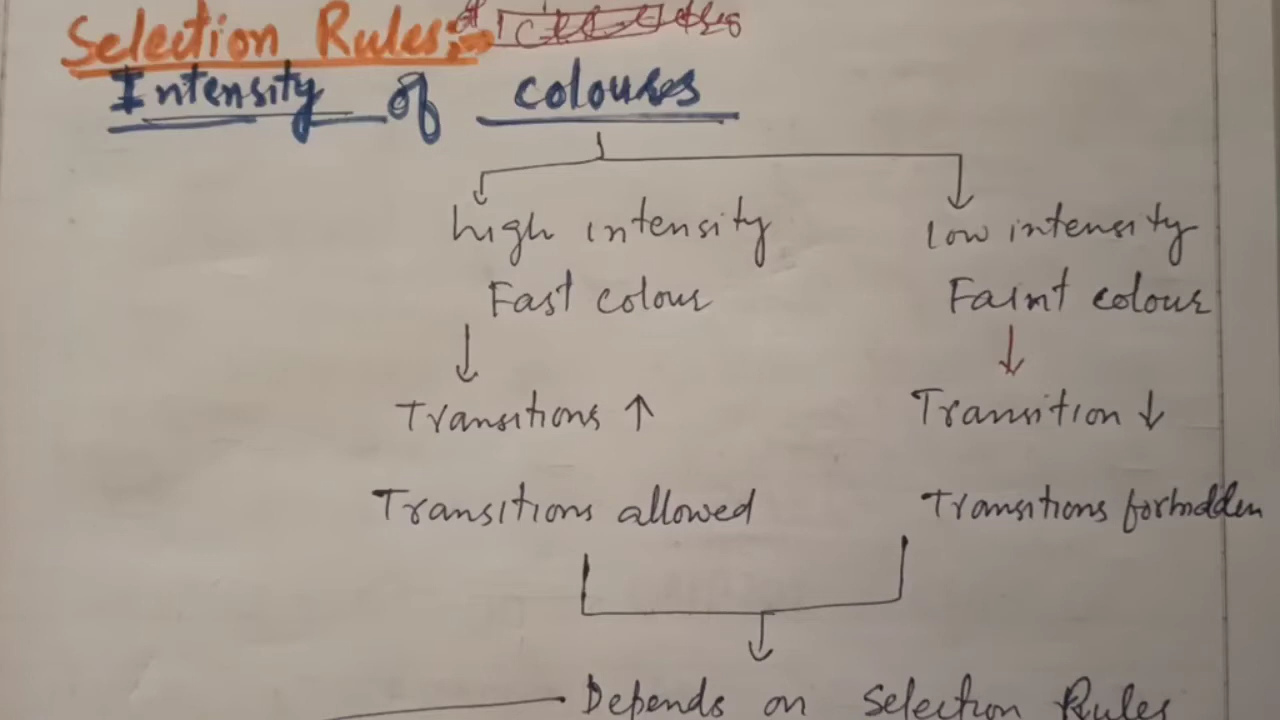 Selection Rules:-
Intensity of colours
high intensity low intensity
Fast colour Faint colour
↓ ↓
Transitions ↑ Transition ↓
Transitions allowed Transitions forbidden
Depends on Selection Rules